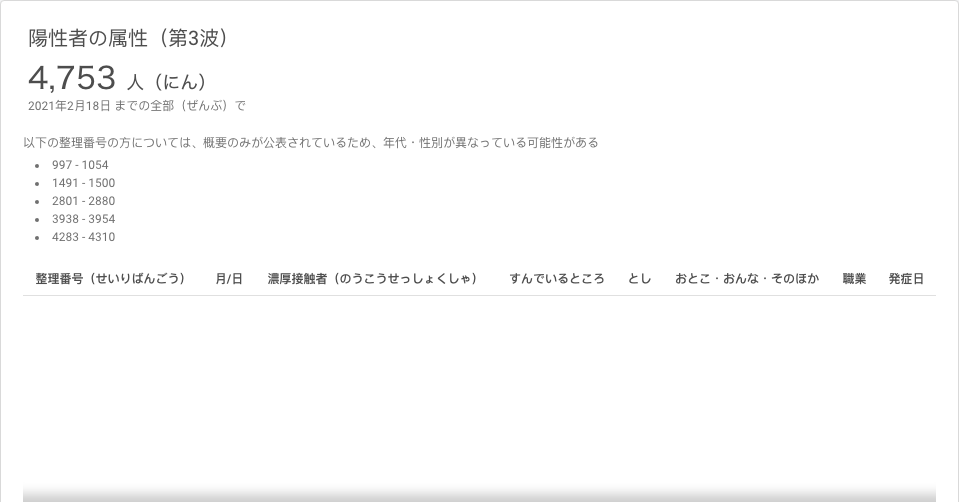 陽性者の属性（第3波）
4,753 人（にん）
2021年2月18日 までの全部（ぜんぶ）で
以下の整理番号の方については、概要のみが公表されているため、年代・性別が異なっている可能性がある
• 997 - 1054
• 1491 - 1500
• 2801 - 2880
• 3938 - 3954
• 4283 - 4310
整理番号（せいりばんごう） 月/日 濃厚接触者（のうこうせっしょくしゃ） すんでいるところ とし おとこ・おんな・そのほか 職業 発症日